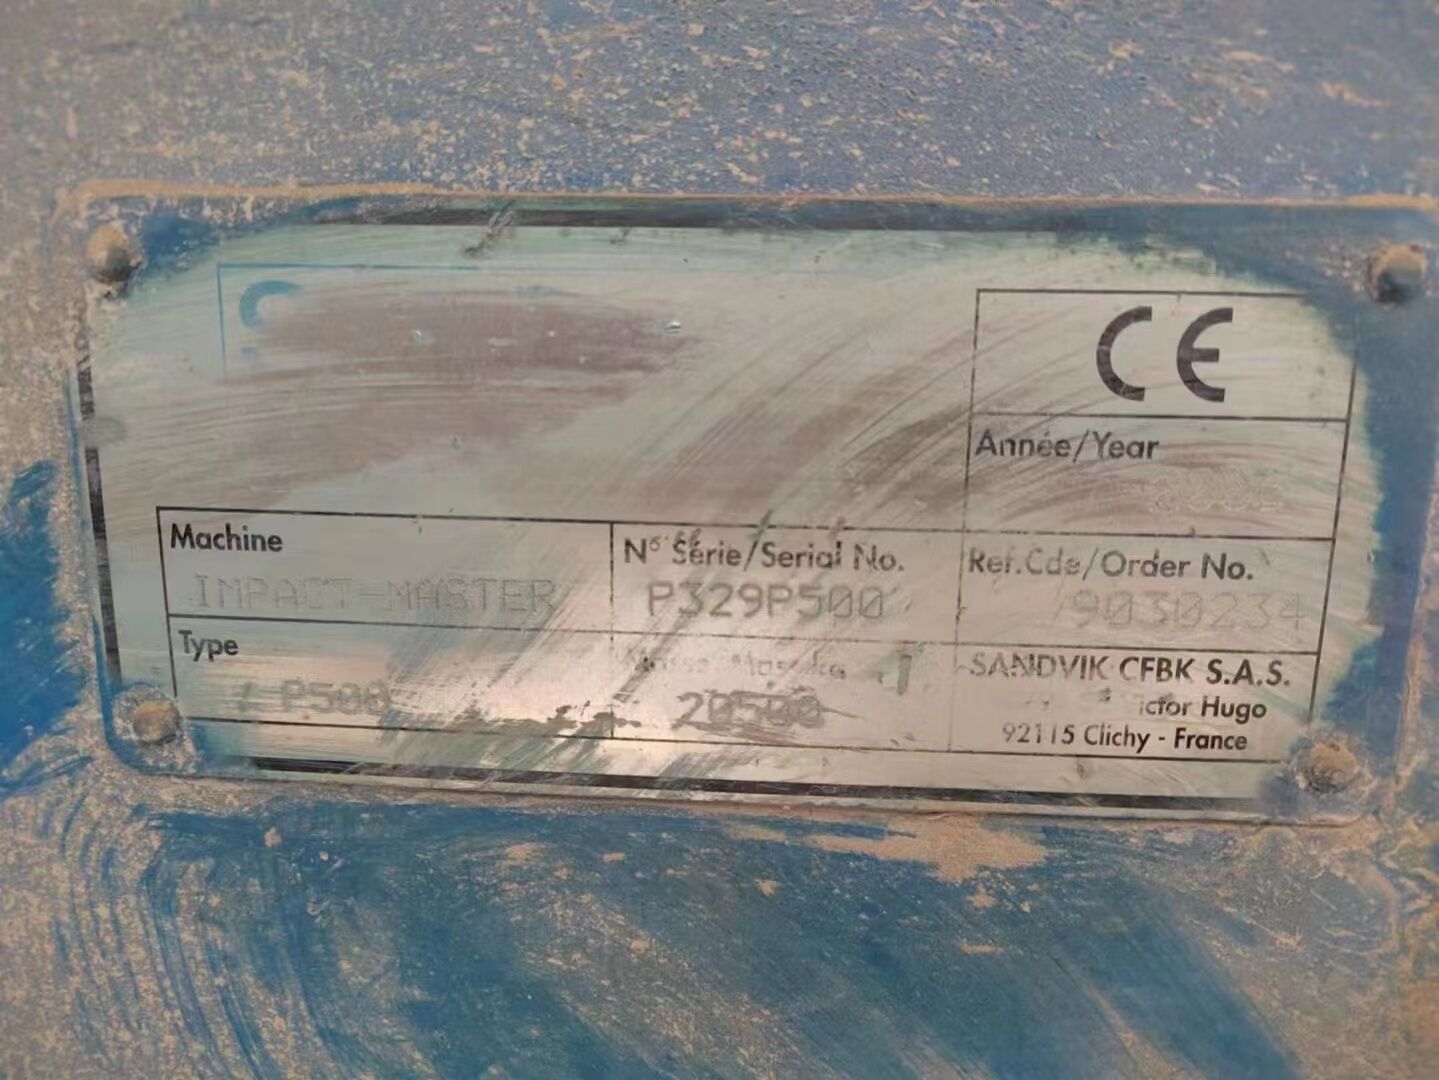 CE
Année/Year
Machine
IMPACT-MASTER
N° Série/Serial No.
P329P500
Ref.Cde/Order No.
9030234
Type
P500
20500
SANDVIK CFBK S.A.S.
Hugo
92115 Clichy - France